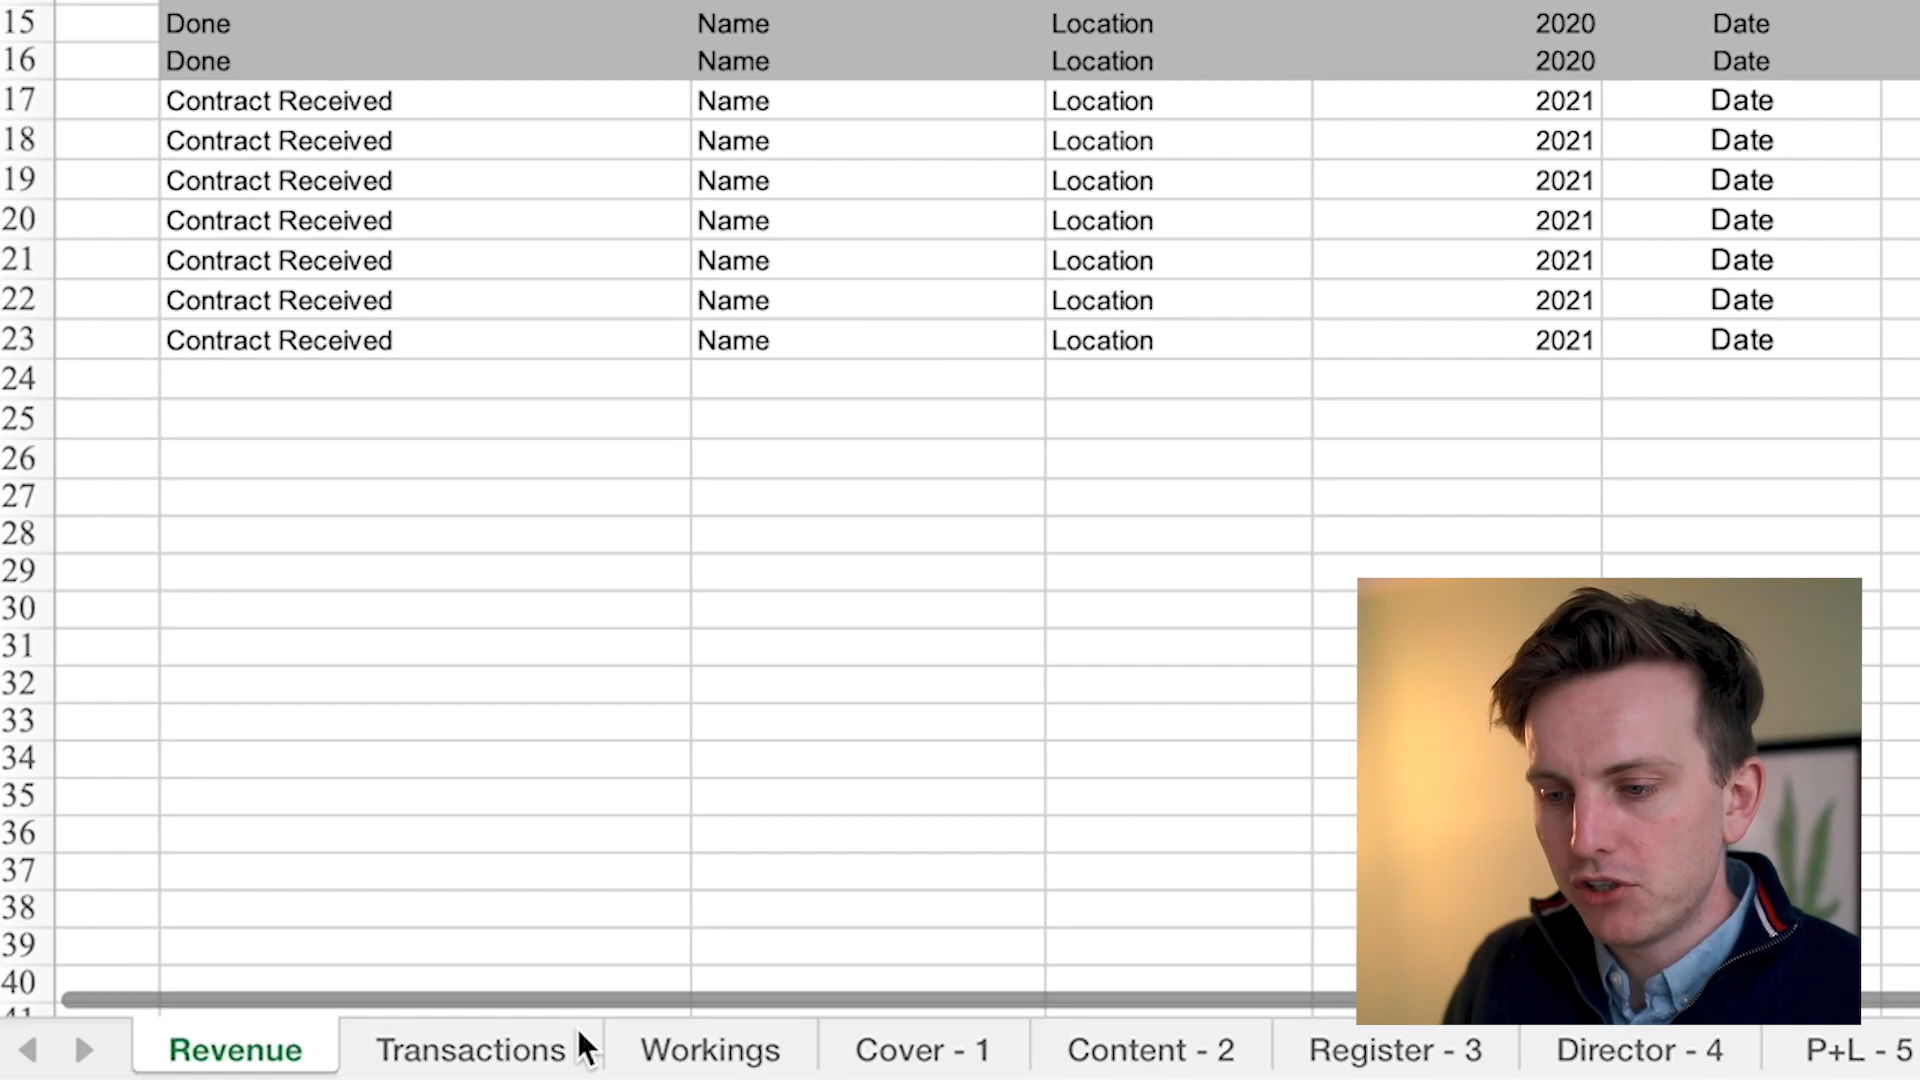 15 Done Name Location 2020 Date
16 Done Name Location 2020 Date
17 Contract Received Name Location 2021 Date
18 Contract Received Name Location 2021 Date
19 Contract Received Name Location 2021 Date
20 Contract Received Name Location 2021 Date
21 Contract Received Name Location 2021 Date
22 Contract Received Name Location 2021 Date
23 Contract Received Name Location 2021 Date
24
25
26
27
28
29
30
31
32
33
34
35
36
37
38
39
40
41
Revenue Transactions Workings Cover - 1 Content - 2 Register - 3 Director - 4 P+L - 5